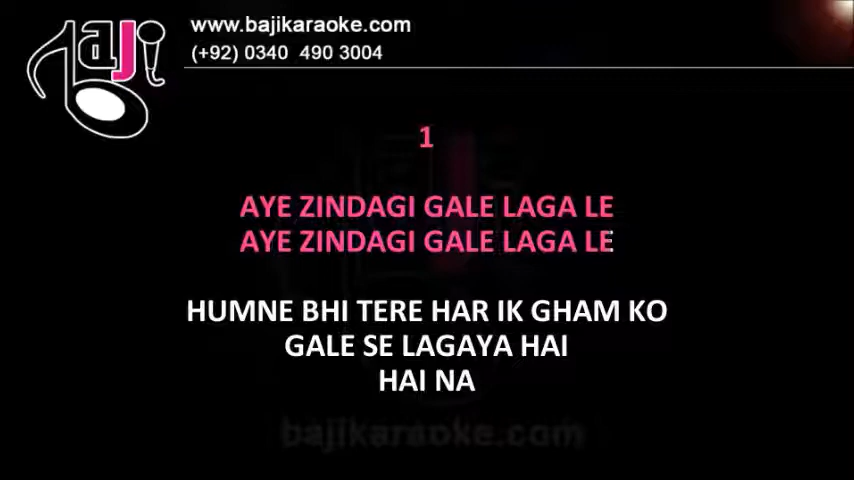 www.bajikaraoke.com
(+92) 0340 490 3004
baji
1
AYE ZINDAGI GALE LAGA LE
AYE ZINDAGI GALE LAGA LE
HUMNE BHI TERE HAR IK GHAM KO
GALE SE LAGAYA HAI
HAI NA
bajikaraoke.com